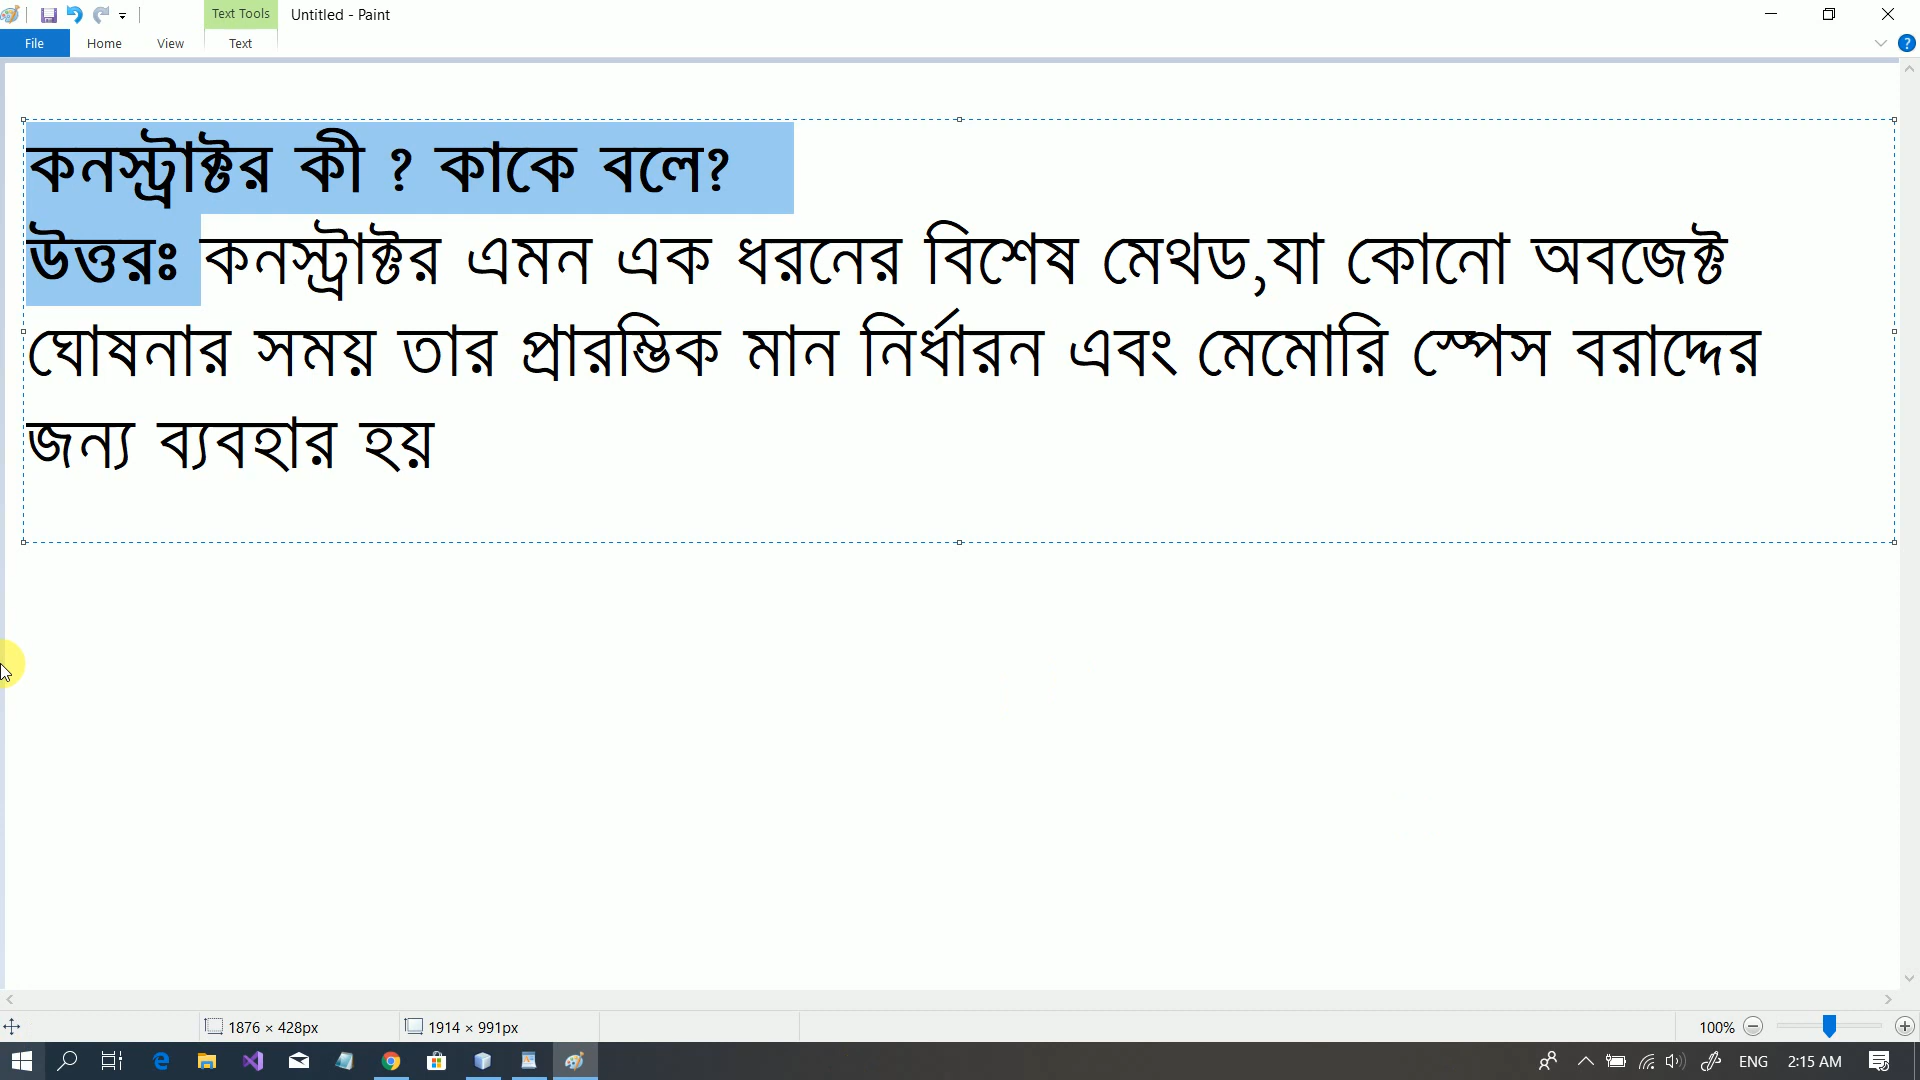 Text Tools
Untitled - Paint
File
Home
View
Text
কনস্ট্রাক্টর কী ? কাকে বলে?
উত্তরঃ কনস্ট্রাক্টর এমন এক ধরনের বিশেষ মেথড,যা কোনো অবজেক্ট
ঘোষনার সময় তার প্রারম্ভিক মান নির্ধারন এবং মেমোরি স্পেস বরাদ্দের
জন্য ব্যবহার হয়
1876 × 428px
1914 × 991px
100%
ENG
2:15 AM